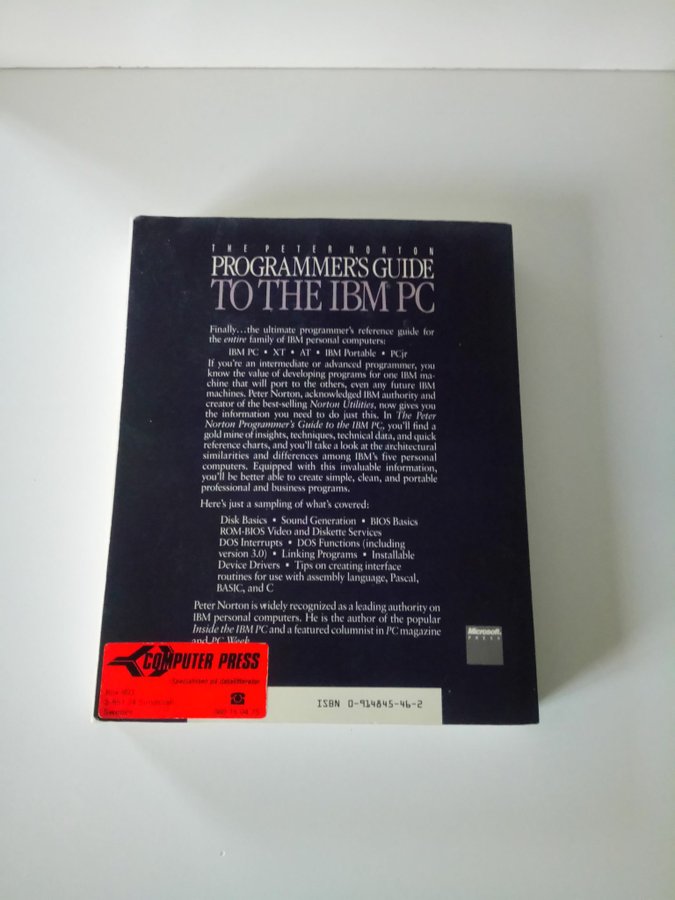 THE PETER NORTON
PROGRAMMER'S GUIDE
TO THE IBM® PC
Finally...the ultimate programmer's reference guide for
the entire family of IBM personal computers:
IBM PC • XT • AT • IBM Portable • PCjr
If you're an intermediate or advanced programmer, you
know the value of developing programs for one IBM ma-
chine that will port to the others, even any future IBM
machines. Peter Norton, acknowledged IBM authority and
creator of the best-selling Norton Utilities, now gives you
the information you need to do just this. In The Peter
Norton Programmer's Guide to the IBM PC, you'll find a
gold mine of insights, techniques, technical data, and quick
reference charts, and you'll take a look at the architectural
similarities and differences among IBM's five personal
computers. Equipped with this invaluable information,
you'll be better able to create simple, clean, and portable
professional and business programs.
Here's just a sampling of what's covered:
Disk Basics • Sound Generation • BIOS Basics
ROM-BIOS Video and Diskette Services
DOS Interrupts • DOS Functions (including
version 3.0) • Linking Programs • Installable
Device Drivers • Tips on creating interface
routines for use with assembly language, Pascal,
BASIC, and C
Peter Norton is widely recognized as a leading authority on
IBM personal computers. He is the author of the popular
Inside the IBM PC and a featured columnist in PC magazine
and PC Week.
Microsoft
PRESS
COMPUTER PRESS
Specialisten på datalitteratur
Sweden
ISBN 0-914845-46-2